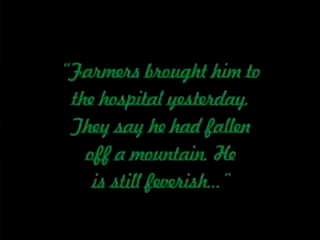 “Farmers brought him to
the hospital yesterday.
They say he had fallen
off a mountain. He
is still feverish...”